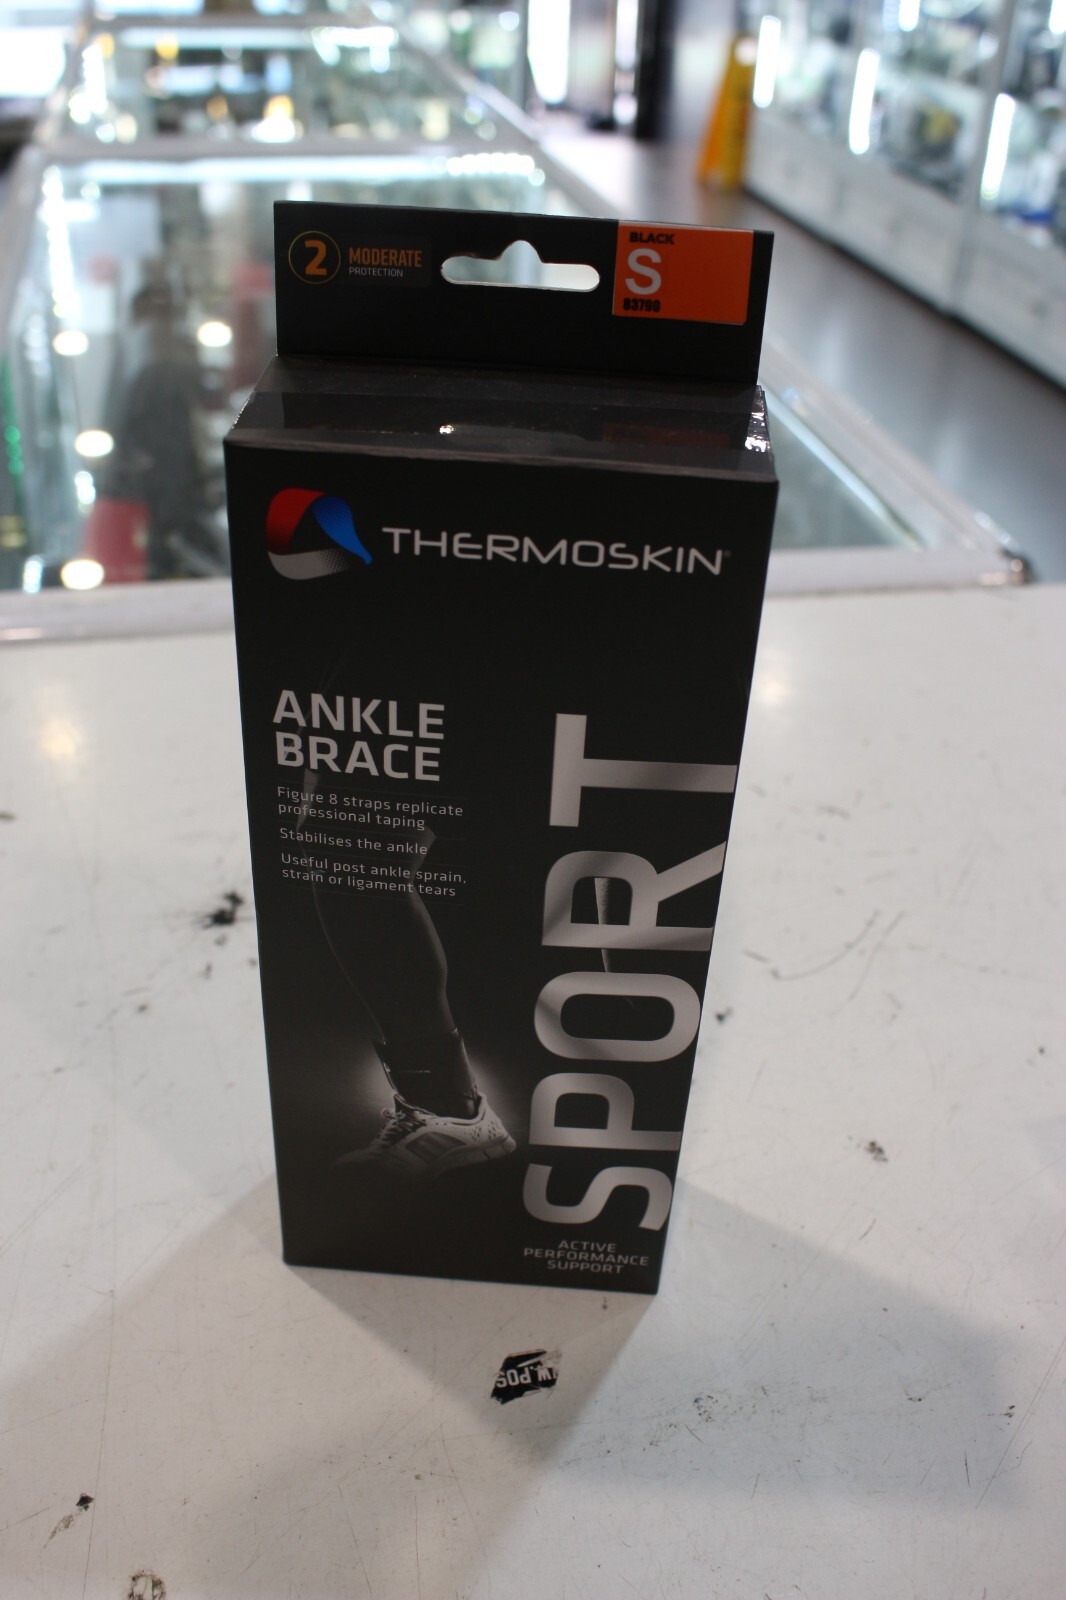 2 MODERATE
PROTECTION
BLACK
S
83790
THERMOSKIN
ANKLE
BRACE
Figure 8 straps replicate
professional taping
Stabilises the ankle
Useful post ankle sprain,
strain or ligament tears
SPORT
ACTIVE
PERFORMANCE
SUPPORT